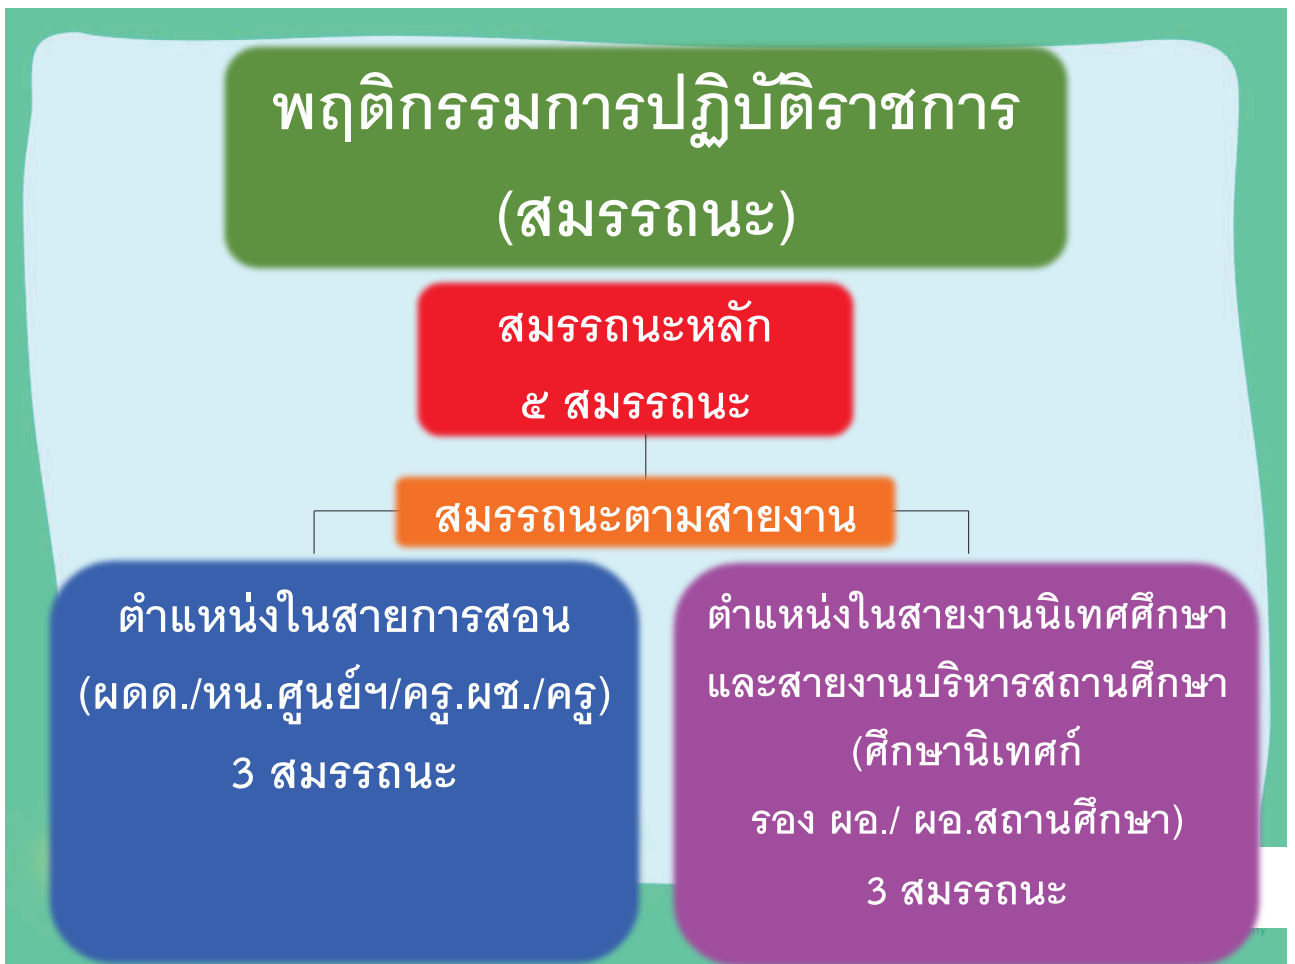 พฤติกรรมการปฏิบัติราชการ
(สมรรถนะ)
สมรรถนะหลัก
๕ สมรรถนะ
สมรรถนะตามสายงาน
ตำแหน่งในสายการสอน
(ผดด./หน.ศูนย์ฯ/ครู.ผช./ครู)
3 สมรรถนะ
ตำแหน่งในสายงานนิเทศศึกษา
และสายงานบริหารสถานศึกษา
(ศึกษานิเทศก์
รอง ผอ./ ผอ.สถานศึกษา)
3 สมรรถนะ